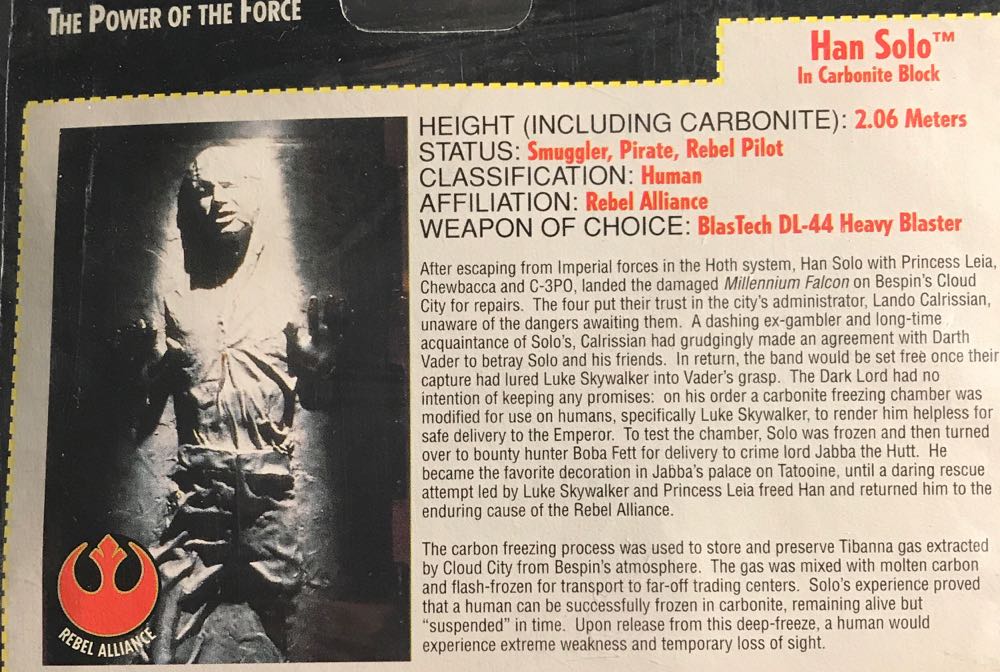 THE POWER OF THE FORCE
Han Solo™
In Carbonite Block
HEIGHT (INCLUDING CARBONITE): 2.06 Meters
STATUS: Smuggler, Pirate, Rebel Pilot
CLASSIFICATION: Human
AFFILIATION: Rebel Alliance
WEAPON OF CHOICE: BlasTech DL-44 Heavy Blaster
After escaping from Imperial forces in the Hoth system, Han Solo with Princess Leia,
Chewbacca and C-3PO, landed the damaged Millennium Falcon on Bespin's Cloud
City for repairs. The four put their trust in the city's administrator, Lando Calrissian,
unaware of the dangers awaiting them. A dashing ex-gambler and long-time
acquaintance of Solo's, Calrissian had grudgingly made an agreement with Darth
Vader to betray Solo and his friends. In return, the band would be set free once their
capture had lured Luke Skywalker into Vader's grasp. The Dark Lord had no
intention of keeping any promises: on his order a carbonite freezing chamber was
modified for use on humans, specifically Luke Skywalker, to render him helpless for
safe delivery to the Emperor. To test the chamber, Solo was frozen and then turned
over to bounty hunter Boba Fett for delivery to crime lord Jabba the Hutt. He
became the favorite decoration in Jabba's palace on Tatooine, until a daring rescue
attempt led by Luke Skywalker and Princess Leia freed Han and returned him to the
enduring cause of the Rebel Alliance.
The carbon freezing process was used to store and preserve Tibanna gas extracted
by Cloud City from Bespin's atmosphere. The gas was mixed with molten carbon
and flash-frozen for transport to far-off trading centers. Solo's experience proved
that a human can be successfully frozen in carbonite, remaining alive but
"suspended" in time. Upon release from this deep-freeze, a human would
experience extreme weakness and temporary loss of sight.
REBEL ALLIANCE